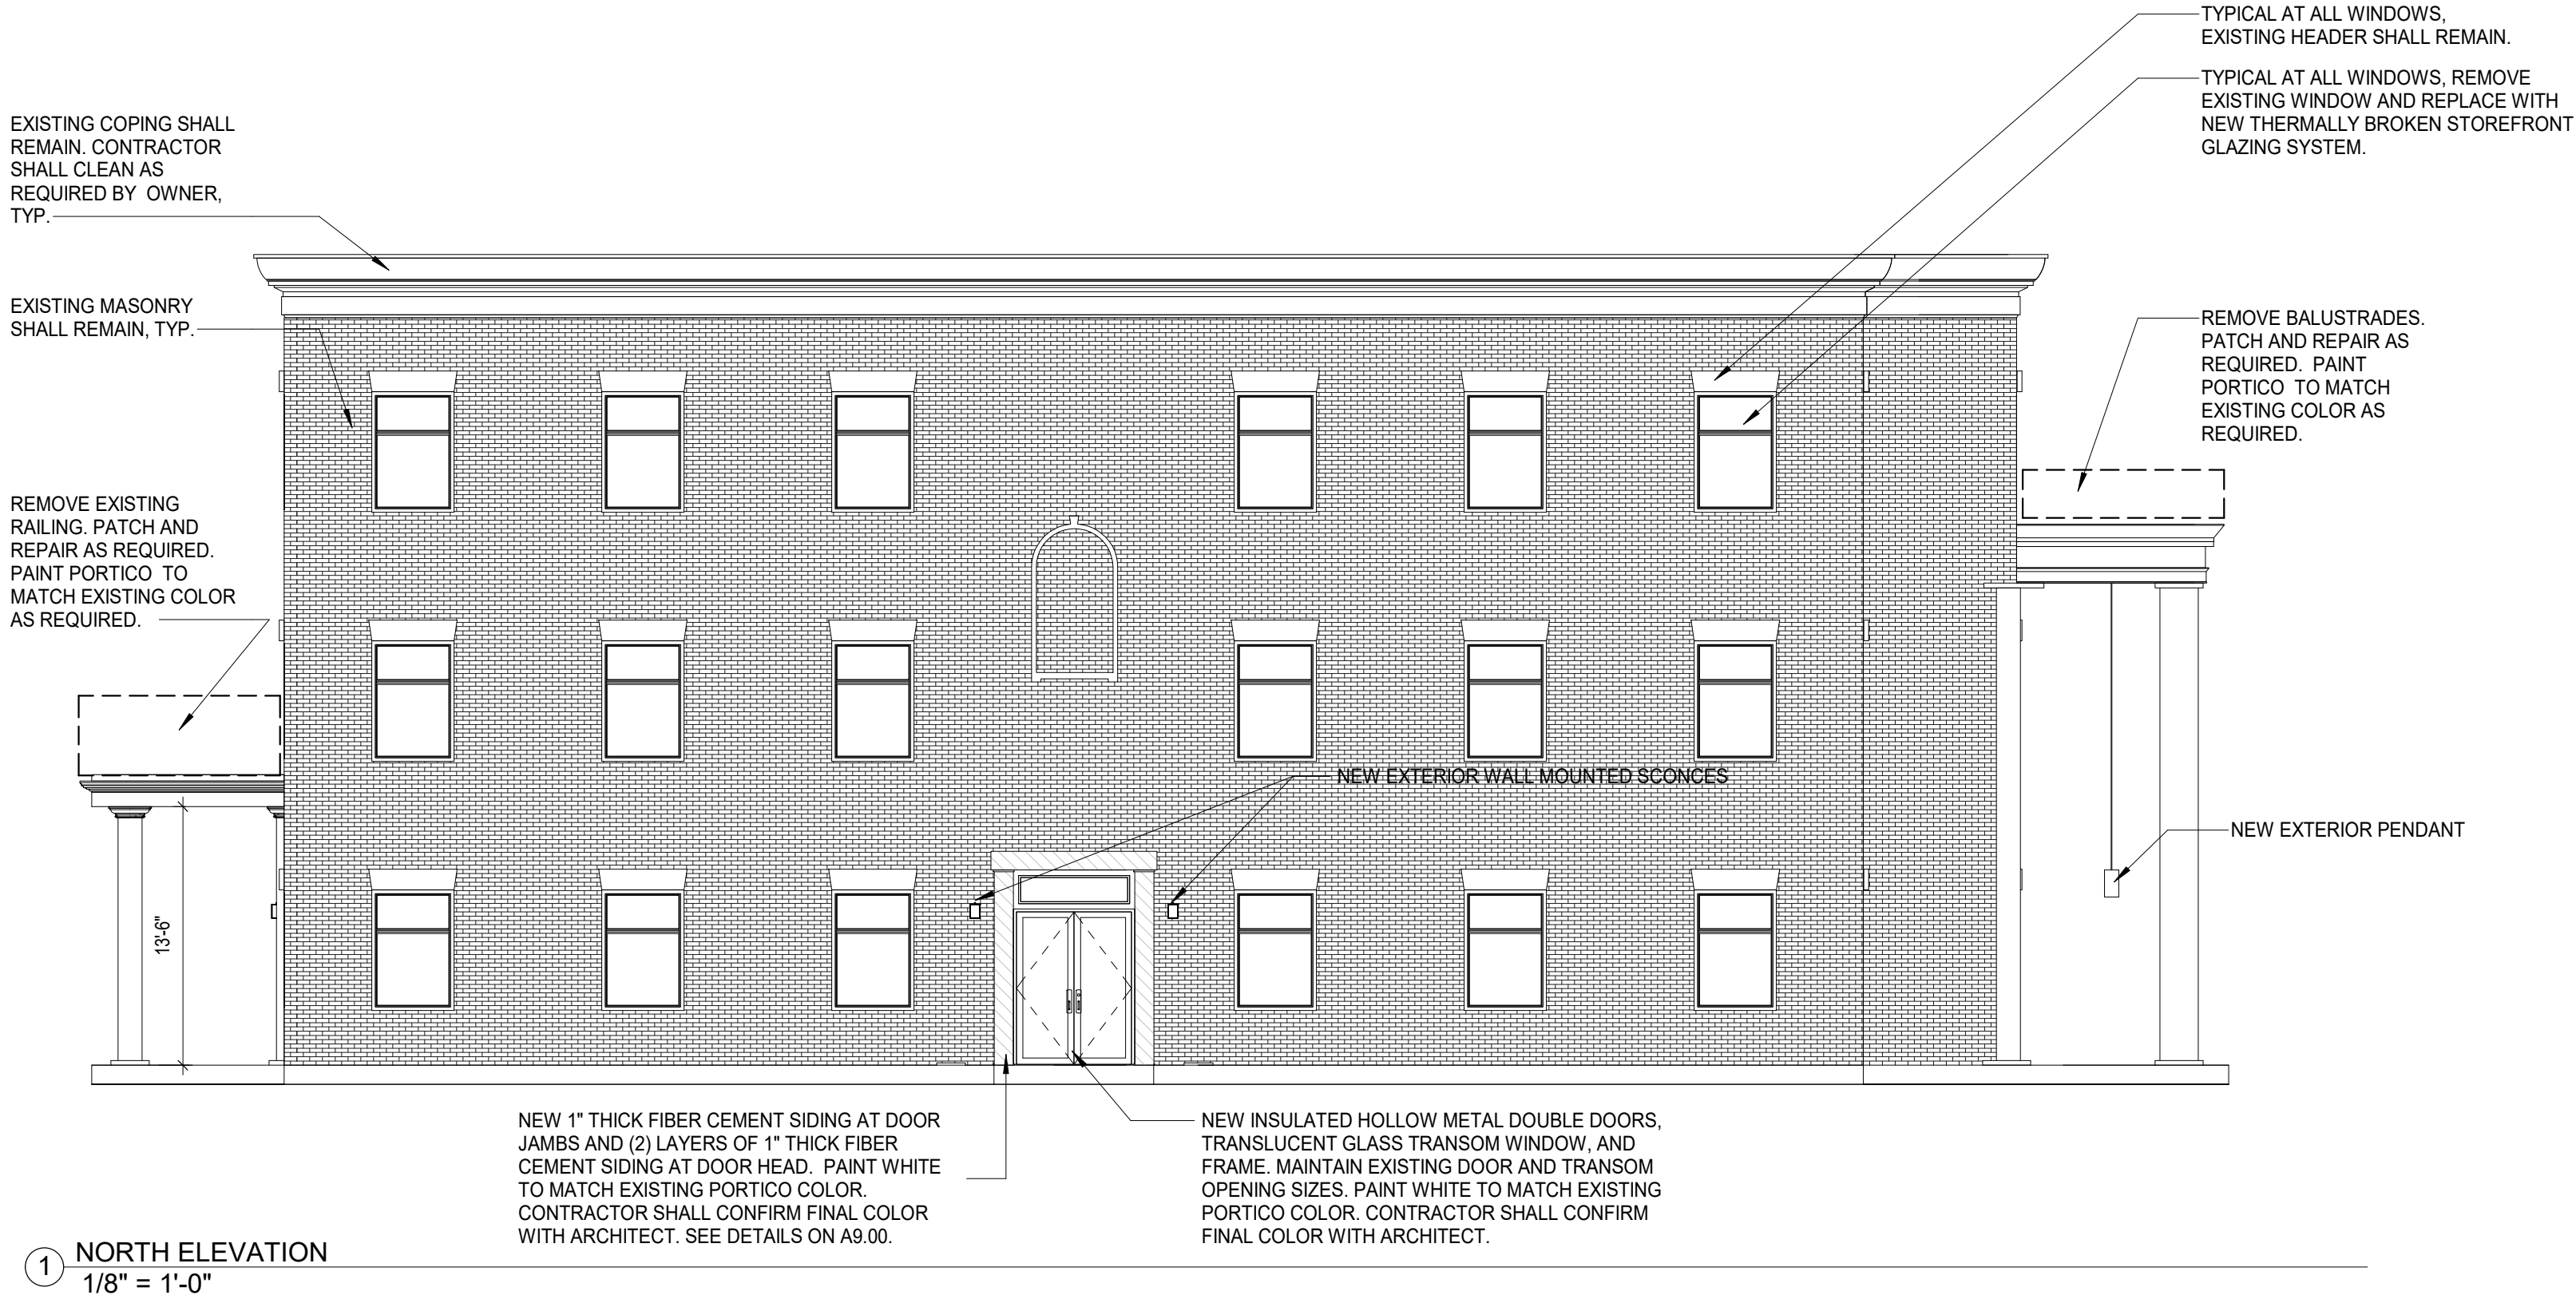 TYPICAL AT ALL WINDOWS,
EXISTING HEADER SHALL REMAIN.
TYPICAL AT ALL WINDOWS, REMOVE
EXISTING WINDOW AND REPLACE WITH
NEW THERMALLY BROKEN STOREFRONT
GLAZING SYSTEM.
EXISTING COPING SHALL
REMAIN. CONTRACTOR
SHALL CLEAN AS
REQUIRED BY OWNER,
TYP.
EXISTING MASONRY
SHALL REMAIN, TYP.
REMOVE BALUSTRADES.
PATCH AND REPAIR AS
REQUIRED. PAINT
PORTICO TO MATCH
EXISTING COLOR AS
REQUIRED.
REMOVE EXISTING
RAILING. PATCH AND
REPAIR AS REQUIRED.
PAINT PORTICO TO
MATCH EXISTING COLOR
AS REQUIRED.
NEW EXTERIOR WALL MOUNTED SCONCES
NEW EXTERIOR PENDANT
13'-6"
NEW 1" THICK FIBER CEMENT SIDING AT DOOR
JAMBS AND (2) LAYERS OF 1" THICK FIBER
CEMENT SIDING AT DOOR HEAD. PAINT WHITE
TO MATCH EXISTING PORTICO COLOR.
CONTRACTOR SHALL CONFIRM FINAL COLOR
WITH ARCHITECT. SEE DETAILS ON A9.00.
NEW INSULATED HOLLOW METAL DOUBLE DOORS,
TRANSLUCENT GLASS TRANSOM WINDOW, AND
FRAME. MAINTAIN EXISTING DOOR AND TRANSOM
OPENING SIZES. PAINT WHITE TO MATCH EXISTING
PORTICO COLOR. CONTRACTOR SHALL CONFIRM
FINAL COLOR WITH ARCHITECT.
1 NORTH ELEVATION
1/8" = 1'-0"